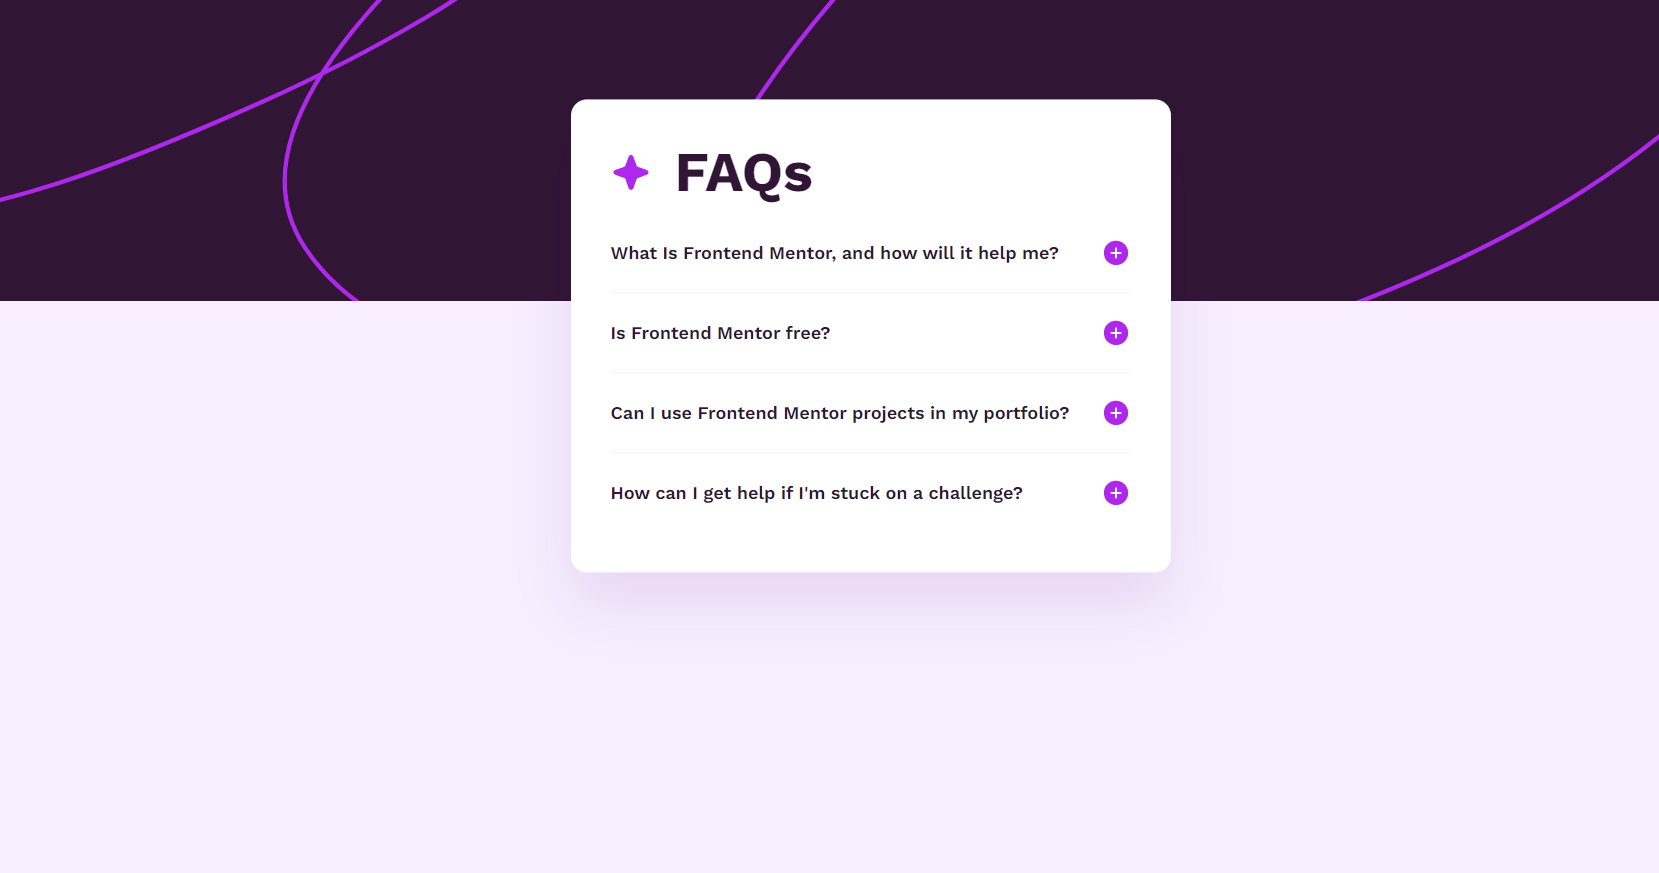 FAQs
What Is Frontend Mentor, and how will it help me?
Is Frontend Mentor free?
Can I use Frontend Mentor projects in my portfolio?
How can I get help if I'm stuck on a challenge?